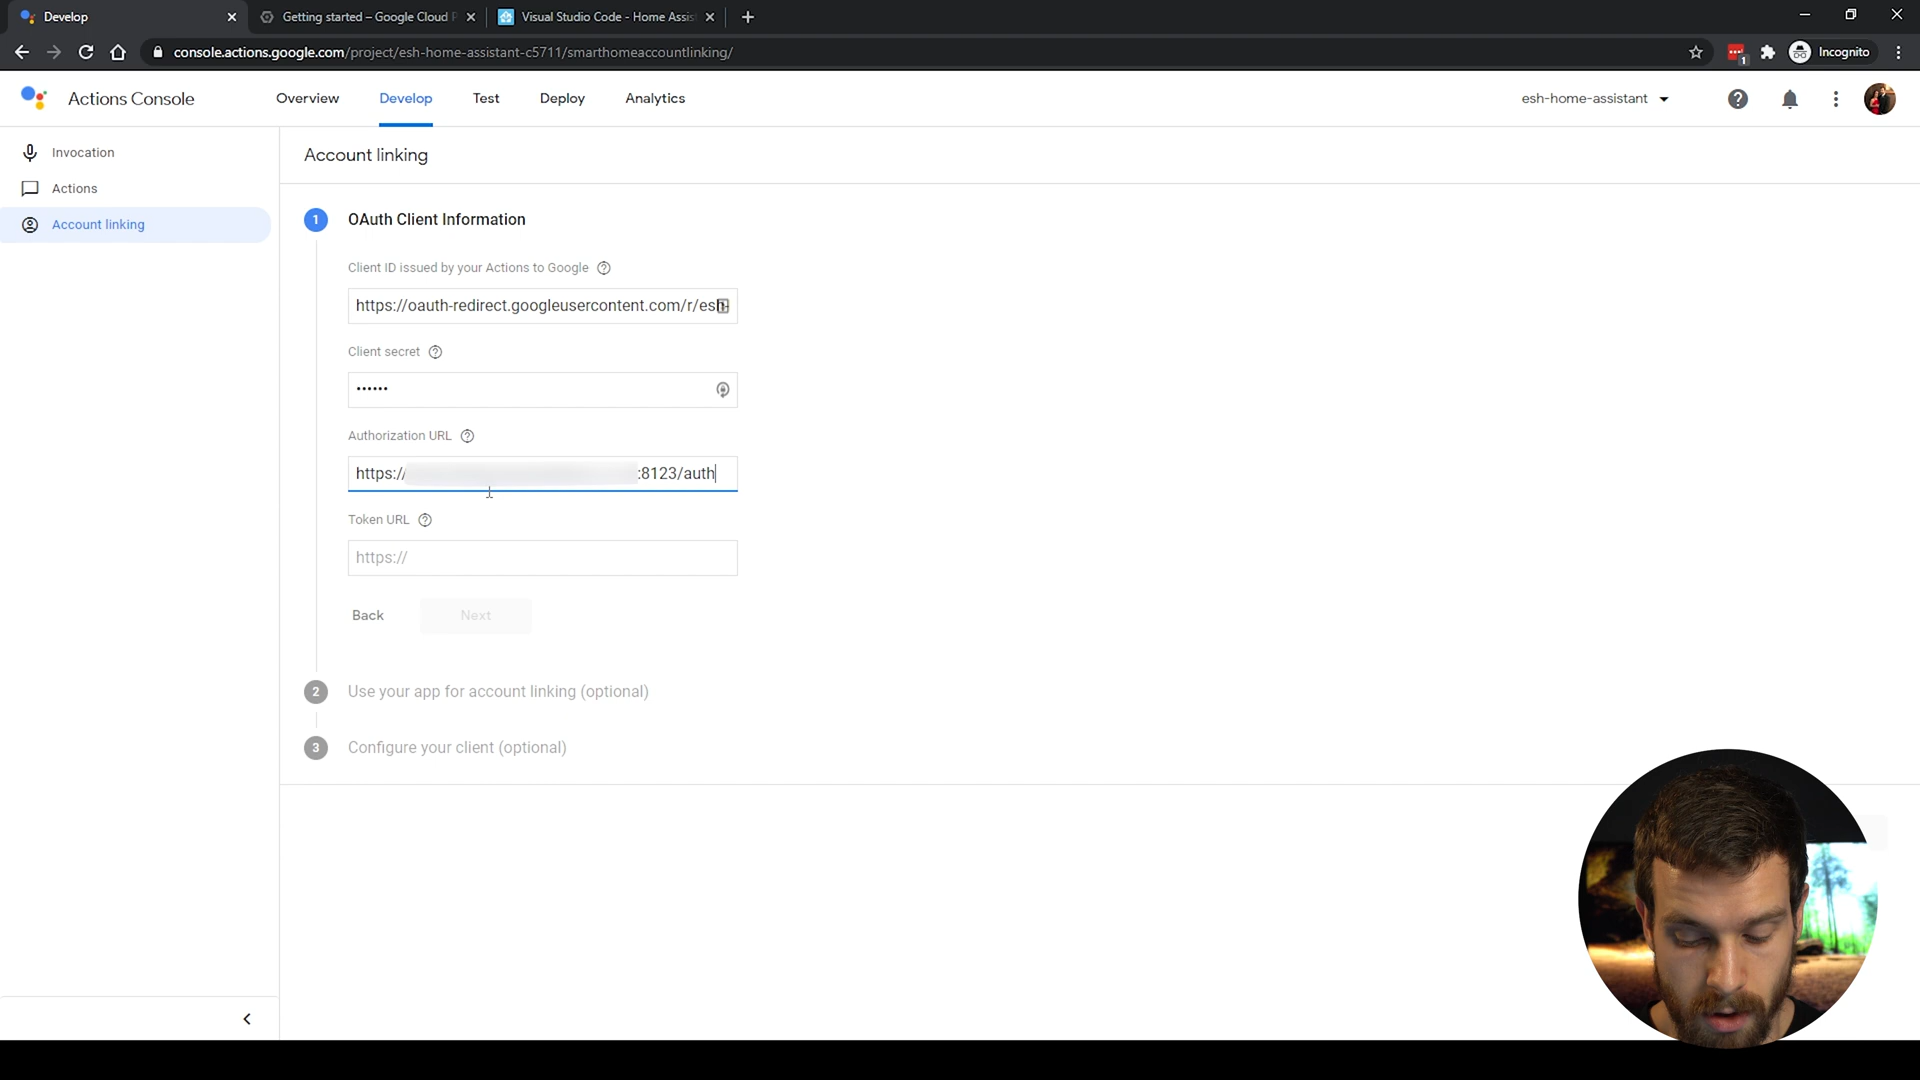 Develop
Getting started – Google Cloud P
Visual Studio Code - Home Assis
console.actions.google.com/project/esh-home-assistant-c5711/smarthomeaccountlinking/
1
Incognito
Actions Console
Overview
Develop
Test
Deploy
Analytics
esh-home-assistant
Invocation
Actions
Account linking
Account linking
1
OAuth Client Information
Client ID issued by your Actions to Google
https://oauth-redirect.googleusercontent.com/r/esh-
Client secret
••••••
Authorization URL
https:// :8123/auth
Token URL
https://
Back
Next
2
Use your app for account linking (optional)
3
Configure your client (optional)